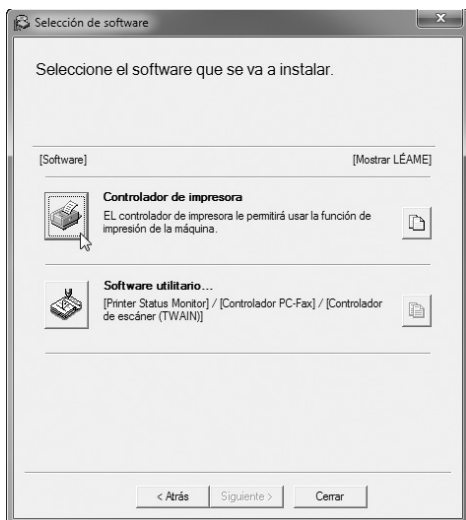 Selección de software
Seleccione el software que se va a instalar.
[Software] [Mostrar LÉAME]
Controlador de impresora
EL controlador de impresora le permitirá usar la función de
impresión de la máquina.
Software utilitario...
[Printer Status Monitor] / [Controlador PC-Fax] / [Controlador
de escáner (TWAIN)]
< Atrás Siguiente > Cerrar